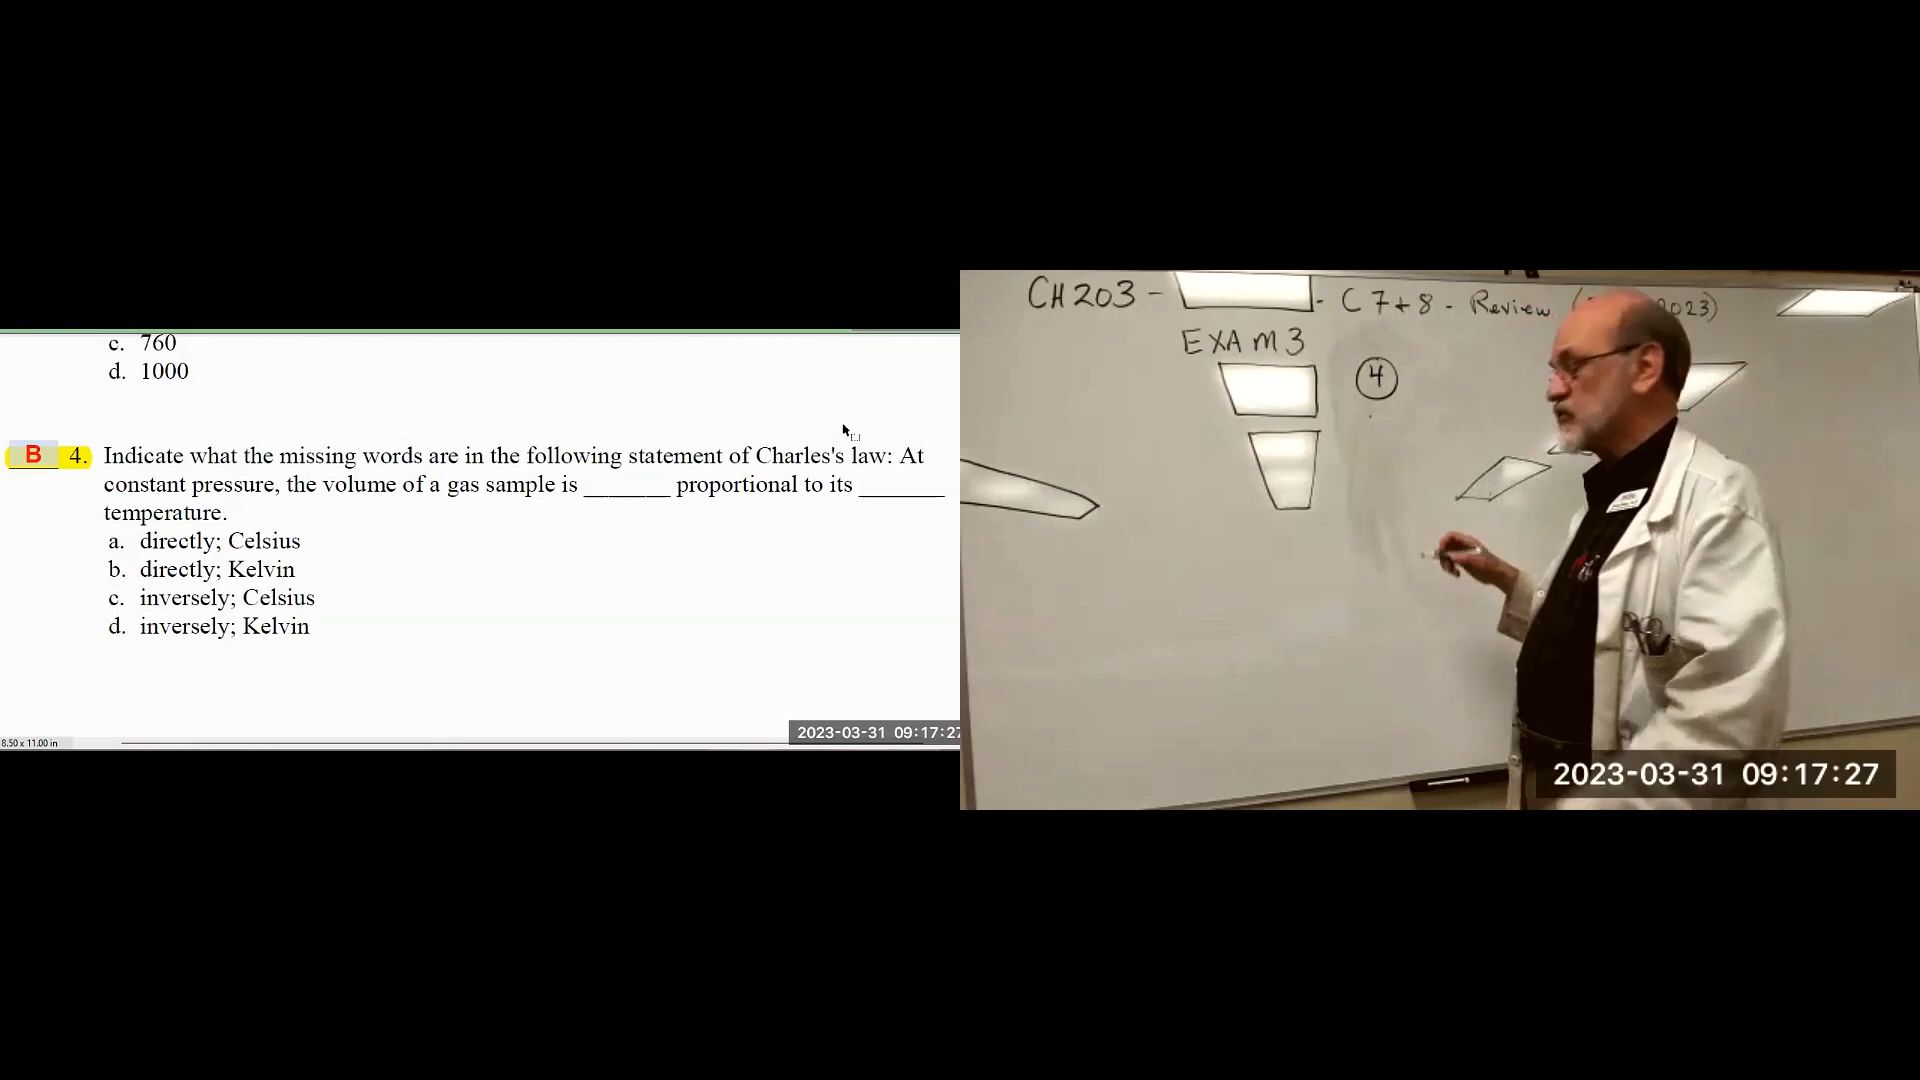 c. 760
d. 1000
B 4. Indicate what the missing words are in the following statement of Charles's law: At
constant pressure, the volume of a gas sample is _______ proportional to its _______
temperature.
a. directly; Celsius
b. directly; Kelvin
c. inversely; Celsius
d. inversely; Kelvin
2023-03-31 09:17:27
8.50 x 11.00 in
CH203 - - C 7+8 - Review ( 023)
EXAM 3
4
2023-03-31 09:17:27